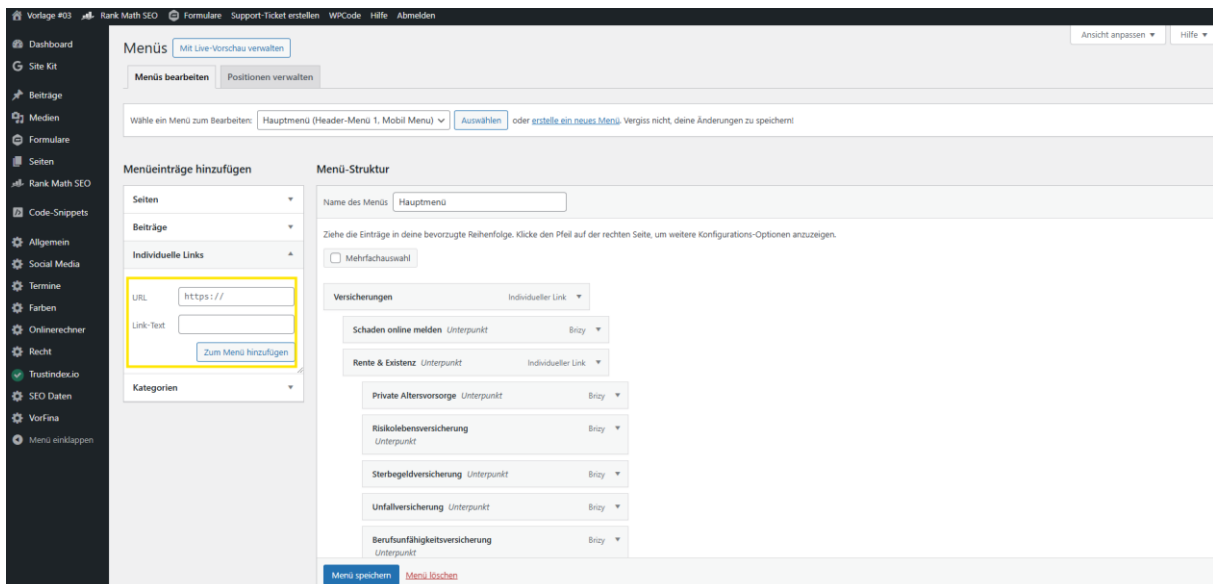 Vorlage #03 Rank Math SEO Formulare Support-Ticket erstellen WPCode Hilfe Abmelden
Ansicht anpassen Hilfe
Dashboard
Site Kit
Beiträge
Medien
Formulare
Seiten
Rank Math SEO
Code-Snippets
Allgemein
Social Media
Termine
Farben
Onlinerechner
Recht
Trustindex.io
SEO Daten
VorFina
Menü einklappen
Menüs Mit Live-Vorschau verwalten
Menüs bearbeiten Positionen verwalten
Wähle ein Menü zum Bearbeiten: Hauptmenü (Header-Menü 1, Mobil Menu) Auswählen oder erstelle ein neues Menü. Vergiss nicht, deine Änderungen zu speichern!
Menüeinträge hinzufügen
Seiten
Beiträge
Individuelle Links
URL https://
Link-Text
Zum Menü hinzufügen
Kategorien
Menü-Struktur
Name des Menüs Hauptmenü
Ziehe die Einträge in deine bevorzugte Reihenfolge. Klicke den Pfeil auf der rechten Seite, um weitere Konfigurations-Optionen anzuzeigen.
Mehrfachauswahl
Versicherungen Individueller Link
Schaden online melden Unterpunkt Brizy
Rente & Existenz Unterpunkt Individueller Link
Private Altersvorsorge Unterpunkt Brizy
Risikolebensversicherung Brizy
Unterpunkt
Sterbegeldversicherung Unterpunkt Brizy
Unfallversicherung Unterpunkt Brizy
Berufsunfähigkeitsversicherung Brizy
Unterpunkt
Menü speichern Menü löschen